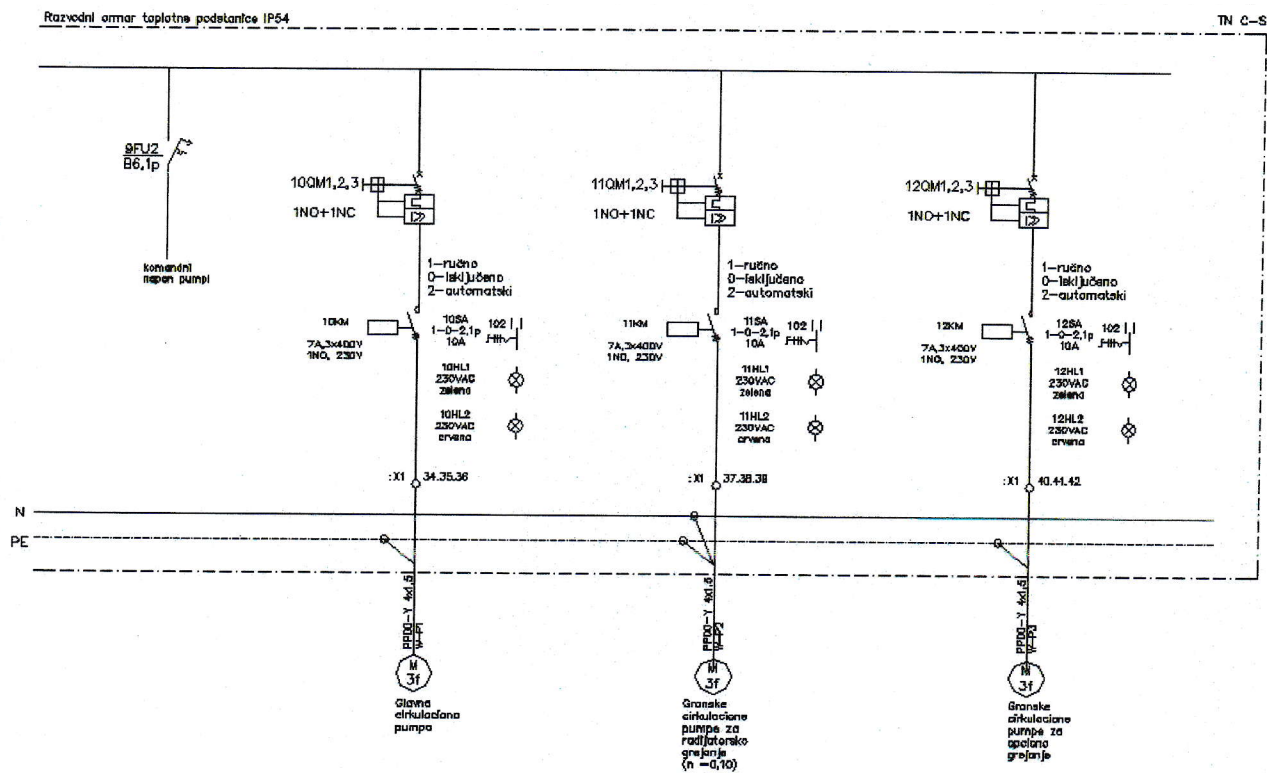 Razvodni ormar toplotne podstanice IP54
TN C-S
9FU2
B6,1p
komandni
napon pumpi
10QM1,2,3
1NO+1NC
1-ručno
0-isključeno
2-automatski
10KM
7A,3x400V
1NO, 230V
10SA
1-0-2,1p
10A
102
10HL1
230VAC
zelena
10HL2
230VAC
crvena
:X1
34.35.36
11QM1,2,3
1NO+1NC
1-ručno
0-isključeno
2-automatski
11KM
7A,3x400V
1NO, 230V
11SA
1-0-2,1p
10A
102
11HL1
230VAC
zelena
11HL2
230VAC
crvena
:X1
37.38.39
12QM1,2,3
1NO+1NC
1-ručno
0-isključeno
2-automatski
12KM
7A,3x400V
1NO, 230V
12SA
1-0-2,1p
10A
102
12HL1
230VAC
zelena
12HL2
230VAC
crvena
:X1
40.41.42
N
PE
PP00-Y 4x1,5
W-P1
M
3f
Glavna
cirkulaciona
pumpa
PP00-Y 4x1,5
W-P2
M
3f
Granske
cirkulacione
pumpe za
radijatorsko
grejanje
PP00-Y 4x1,5
W-P3
M
3f
Granske
cirkulacione
pumpe za
grejanje